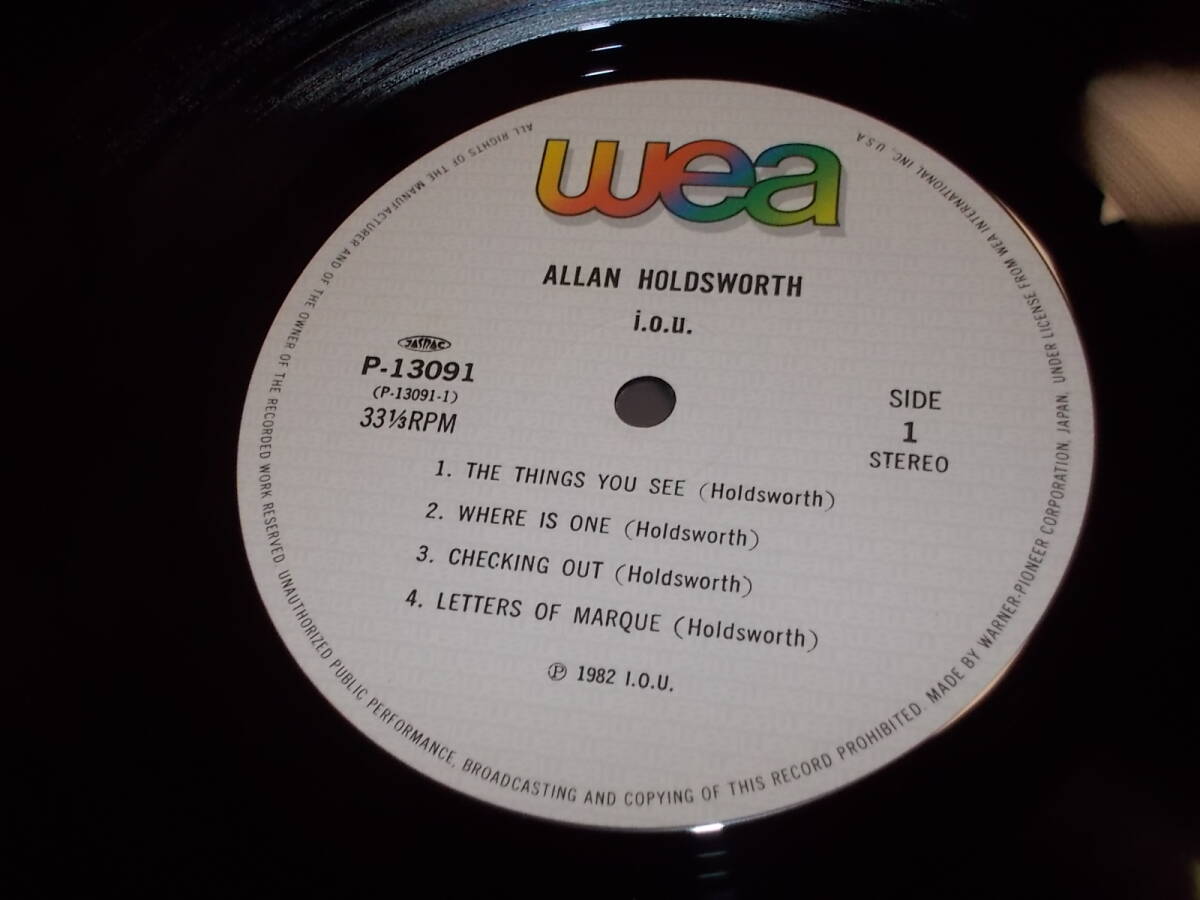 wea
ALLAN HOLDSWORTH
i.o.u.
JASRAC
P-13091
(P-13091-1)
33⅓RPM
SIDE
1
STEREO
1. THE THINGS YOU SEE (Holdsworth)
2. WHERE IS ONE (Holdsworth)
3. CHECKING OUT (Holdsworth)
4. LETTERS OF MARQUE (Holdsworth)
Ⓟ 1982 I.O.U.
ALL RIGHTS OF THE MANUFACTURER AND OF THE OWNER OF THE RECORDED WORK RESERVED. UNAUTHORIZED PUBLIC PERFORMANCE, BROADCASTING AND COPYING OF THIS RECORD PROHIBITED. MADE BY WARNER-PIONEER CORPORATION, JAPAN, UNDER LICENSE FROM WEA INTERNATIONAL INC., U.S.A